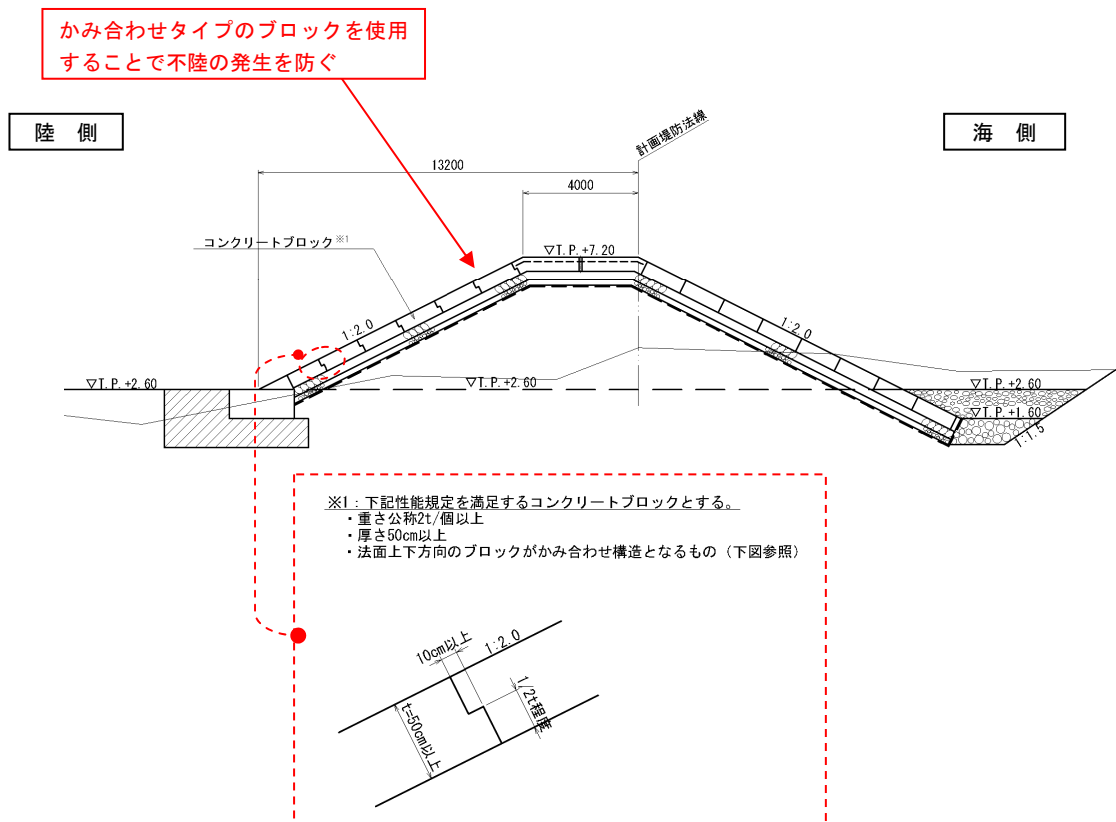 かみ合わせタイプのブロックを使用
することで不陸の発生を防ぐ
陸 側
海 側
計画堤防法線
13200
4000
コンクリートブロック※1
▽T.P.+7.20
1:2.0
1:2.0
▽T.P.+2.60
▽T.P.+2.60
▽T.P.+2.60
▽T.P.+1.60
1:1.5
※1：下記性能規定を満足するコンクリートブロックとする。
・重さ公称2t/個以上
・厚さ50cm以上
・法面上下方向のブロックがかみ合わせ構造となるもの（下図参照）
10cm以上
1:2.0
1/2t程度
t=50cm以上